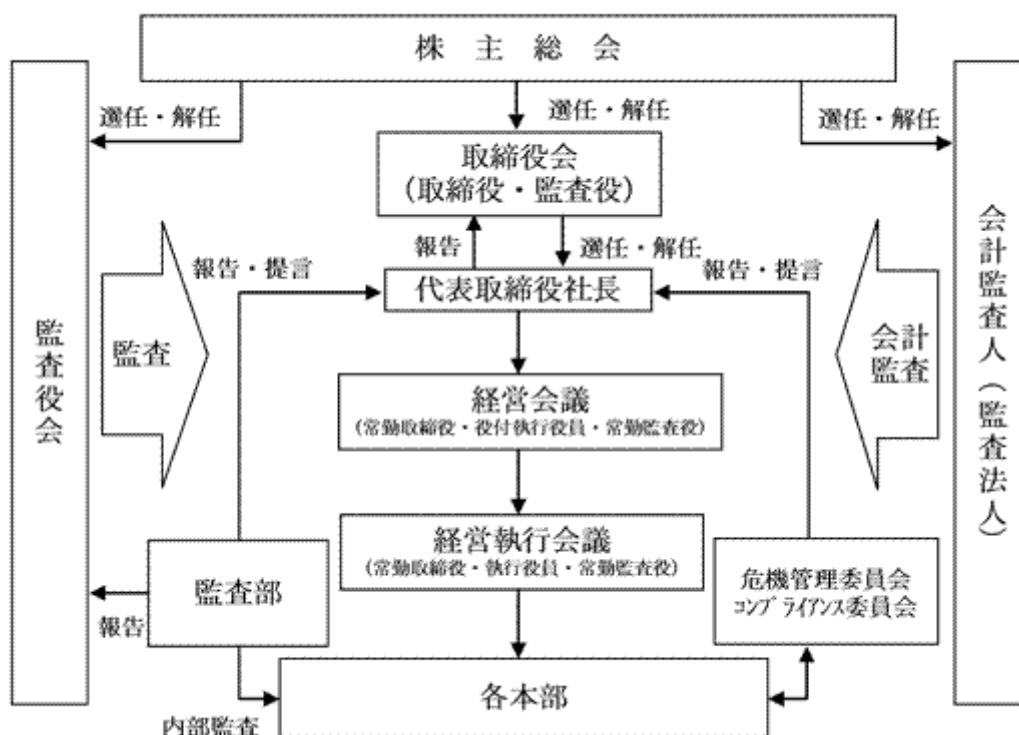 株主総会
選任・解任
選任・解任
選任・解任
取締役会
(取締役・監査役)
報告
選任・解任
報告・提言
報告・提言
代表取締役社長
監査役会
監査
会計
監査
会計監査人(監査法人)
経営会議
(常勤取締役・役付執行役員・常勤監査役)
経営執行会議
(常勤取締役・執行役員・常勤監査役)
監査部
危機管理委員会
コンプライアンス委員会
報告
各本部
内部監査